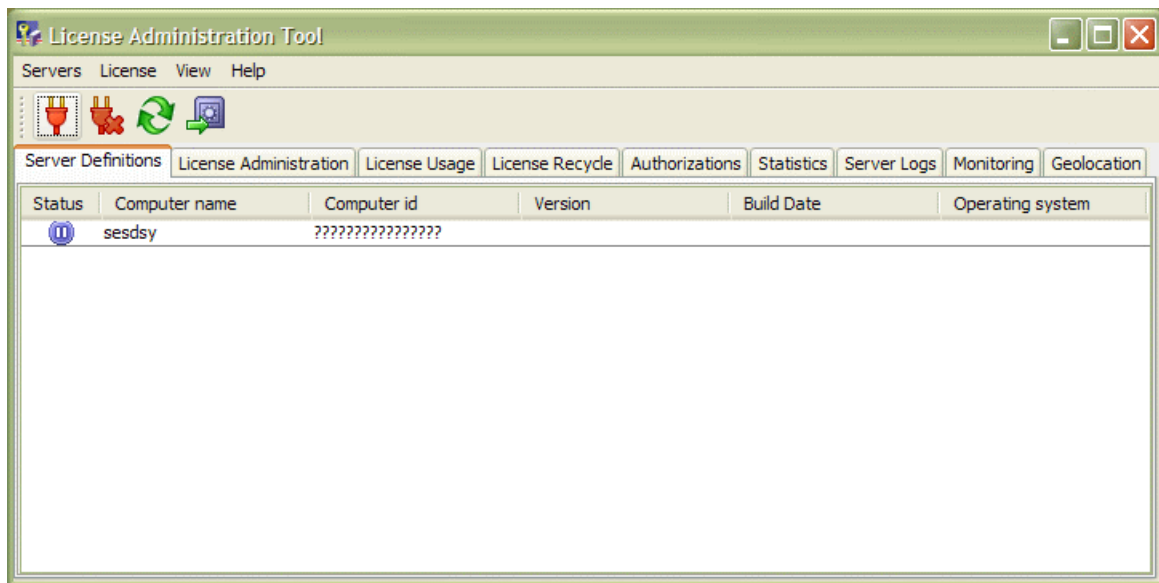 License Administration Tool
Servers License View Help
Server Definitions License Administration License Usage License Recycle Authorizations Statistics Server Logs Monitoring Geolocation
Status Computer name Computer id Version Build Date Operating system
sesdsy ????????????????